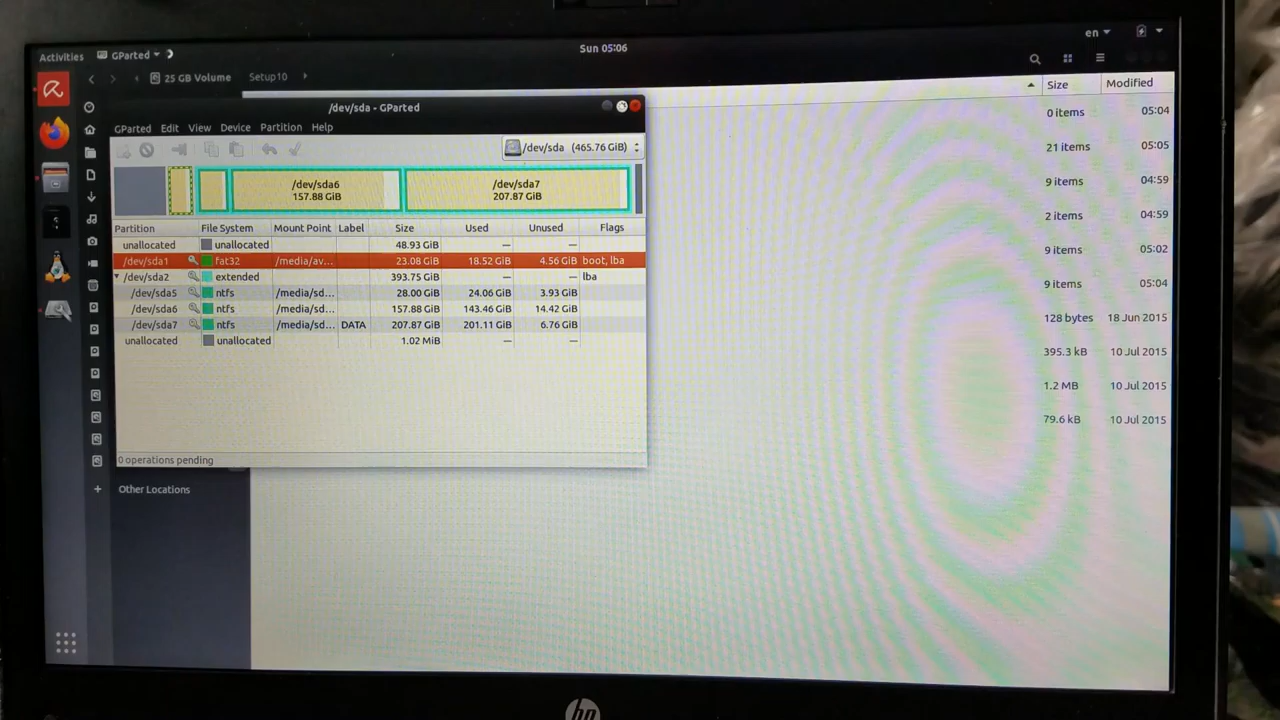 Activities GParted Sun 05:06 en
25 GB Volume Setup10
Size Modified
/dev/sda - GParted
GParted Edit View Device Partition Help
/dev/sda (465.76 GiB)
/dev/sda6
157.88 GiB
/dev/sda7
207.87 GiB
Partition File System Mount Point Label Size Used Unused Flags
unallocated unallocated 48.93 GiB — —
/dev/sda1 fat32 /media/av... 23.08 GiB 18.52 GiB 4.56 GiB boot, lba
/dev/sda2 extended 393.75 GiB — — lba
/dev/sda5 ntfs /media/sd... 28.00 GiB 24.06 GiB 3.93 GiB
/dev/sda6 ntfs /media/sd... 157.88 GiB 143.46 GiB 14.42 GiB
/dev/sda7 ntfs /media/sd... DATA 207.87 GiB 201.11 GiB 6.76 GiB
unallocated unallocated 1.02 MiB — —
0 operations pending
Other Locations
0 items 05:04
21 items 05:05
9 items 04:59
2 items 04:59
9 items 05:02
9 items 05:04
128 bytes 18 Jun 2015
395.3 kB 10 Jul 2015
1.2 MB 10 Jul 2015
79.6 kB 10 Jul 2015
hp